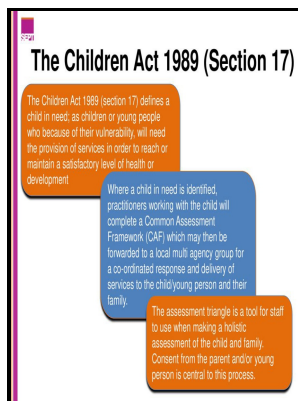 SEPT
The Children Act 1989 (Section 17)
The Children Act 1989 (section 17) defines a
child in need; as children or young people
who because of their vulnerability, will need
the provision of services in order to reach or
maintain a satisfactory level of health or
development
Where a child in need is identified,
practitioners working with the child will
complete a Common Assessment
Framework (CAF) which may then be
forwarded to a local multi agency group for
a co-ordinated response and delivery of
services to the child/young person and their
family.
The assessment triangle is a tool for staff
to use when making a holistic
assessment of the child and family.
Consent from the parent and/or young
person is central to this process.